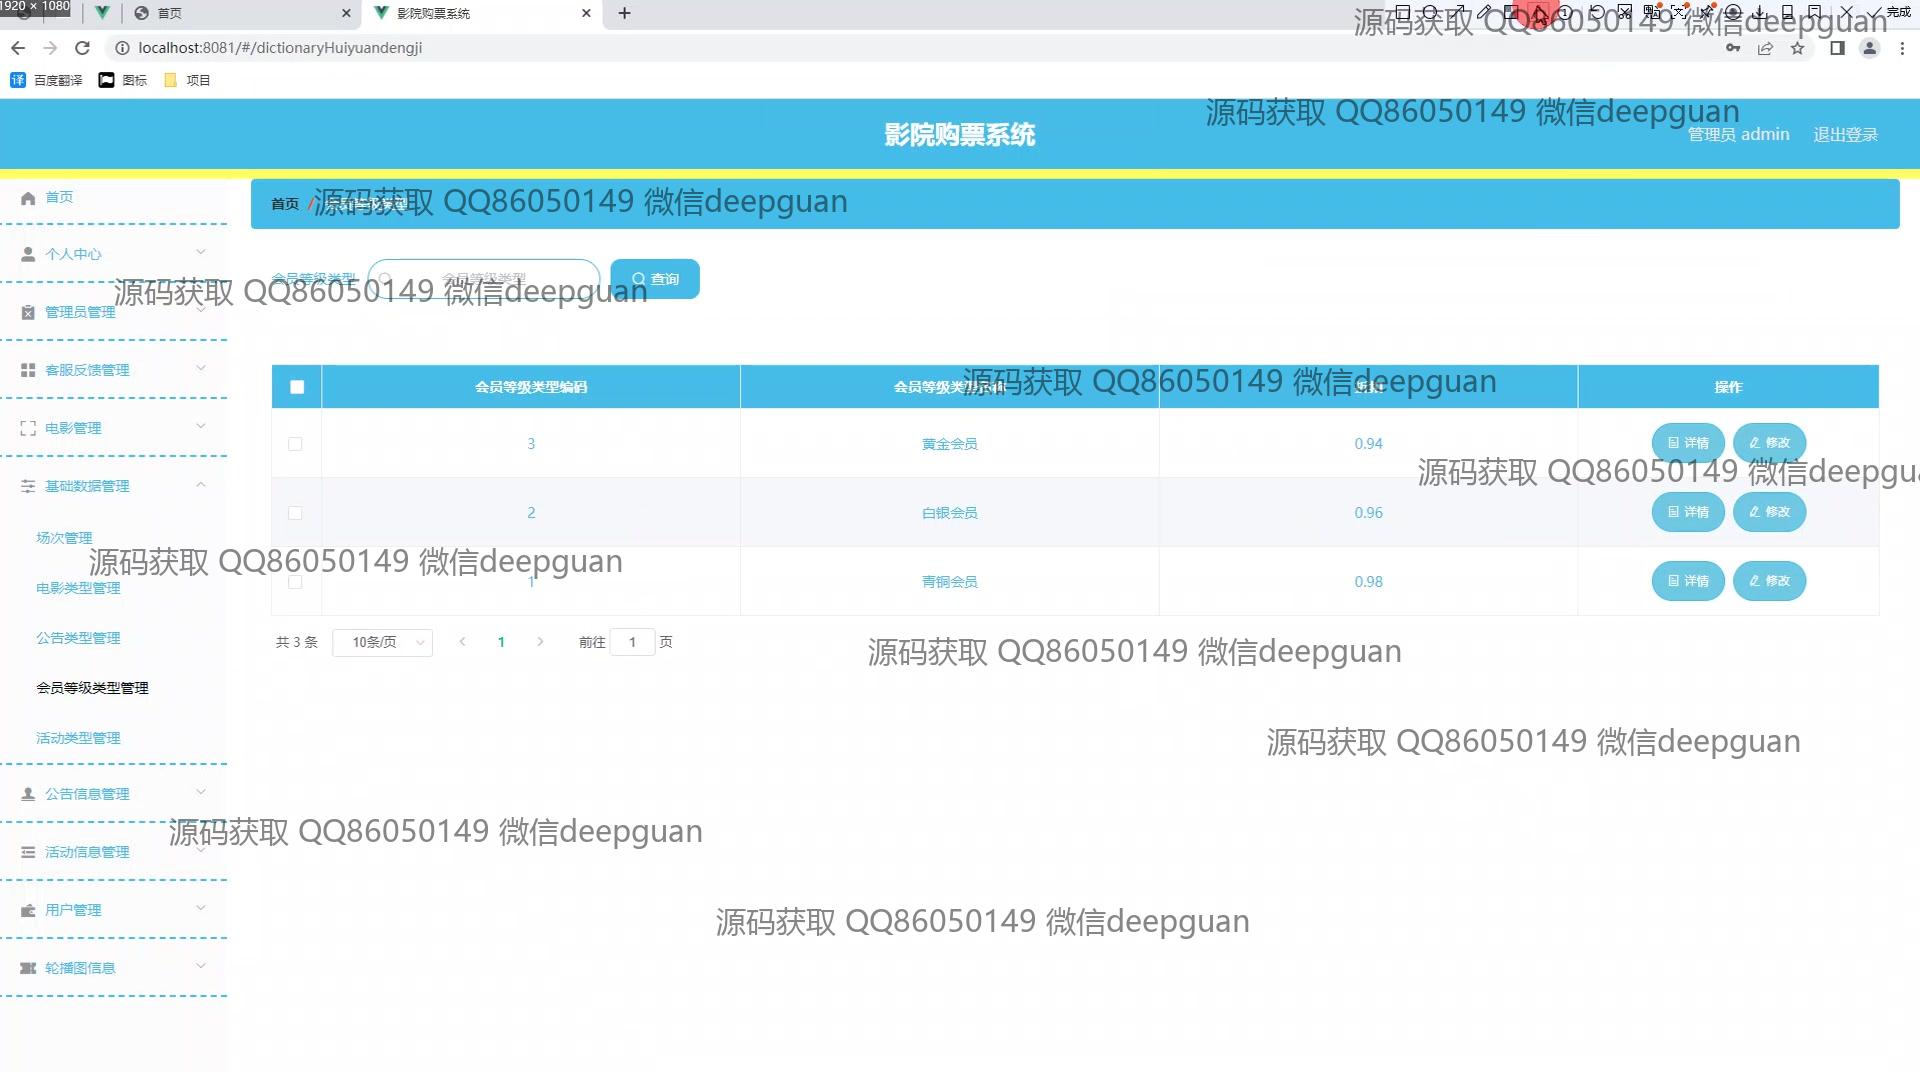 1920 × 1080
首页
影院购票系统
完成
源码获取 QQ86050149 微信deepguan
localhost:8081/#/dictionaryHuiyuandengji
百度翻译
图标
项目
源码获取 QQ86050149 微信deepguan
影院购票系统
管理员 admin
退出登录
首页
个人中心
管理员管理
客服反馈管理
电影管理
基础数据管理
场次管理
电影类型管理
公告类型管理
会员等级类型管理
活动类型管理
公告信息管理
活动信息管理
用户管理
轮播图信息
首页 /
源码获取 QQ86050149 微信deepguan
会员等级类型
会员等级类型
查询
源码获取 QQ86050149 微信deepguan
会员等级类型编码
会员等级类型
操作
源码获取 QQ86050149 微信deepguan
3
黄金会员
0.94
详情
修改
源码获取 QQ86050149 微信deepgua
2
白银会员
0.96
详情
修改
源码获取 QQ86050149 微信deepguan
1
青铜会员
0.98
详情
修改
共 3 条
10条/页
1
前往 1 页
源码获取 QQ86050149 微信deepguan
源码获取 QQ86050149 微信deepguan
源码获取 QQ86050149 微信deepguan
源码获取 QQ86050149 微信deepguan